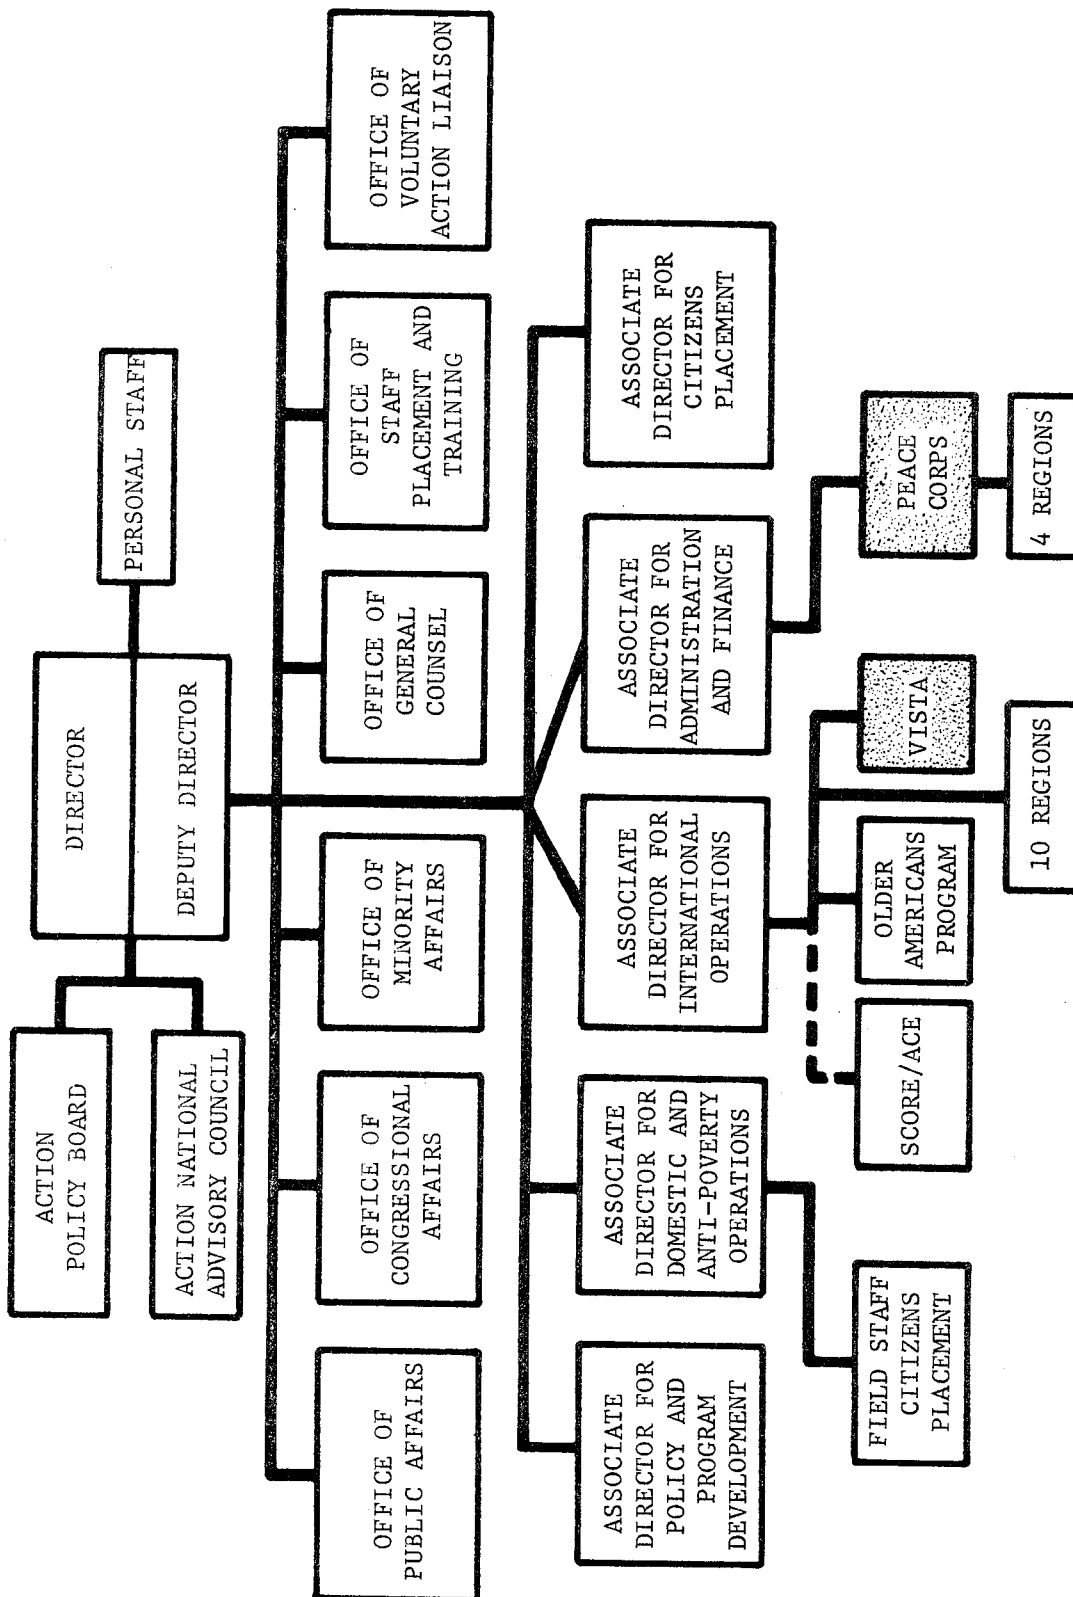 DIRECTOR
DEPUTY DIRECTOR
PERSONAL STAFF
ACTION
POLICY BOARD
ACTION NATIONAL
ADVISORY COUNCIL
OFFICE OF
PUBLIC AFFAIRS
OFFICE OF
CONGRESSIONAL
AFFAIRS
OFFICE OF
MINORITY
AFFAIRS
OFFICE OF
GENERAL
COUNSEL
OFFICE OF
STAFF
PLACEMENT AND
TRAINING
OFFICE OF
VOLUNTARY
ACTION LIAISON
ASSOCIATE
DIRECTOR FOR
POLICY AND
PROGRAM
DEVELOPMENT
ASSOCIATE
DIRECTOR FOR
DOMESTIC AND
ANTI-POVERTY
OPERATIONS
ASSOCIATE
DIRECTOR FOR
INTERNATIONAL
OPERATIONS
ASSOCIATE
DIRECTOR FOR
ADMINISTRATION
AND FINANCE
ASSOCIATE
DIRECTOR FOR
CITIZENS
PLACEMENT
FIELD STAFF
CITIZENS
PLACEMENT
SCORE/ACE
OLDER
AMERICANS
PROGRAM
VISTA
PEACE
CORPS
10 REGIONS
4 REGIONS